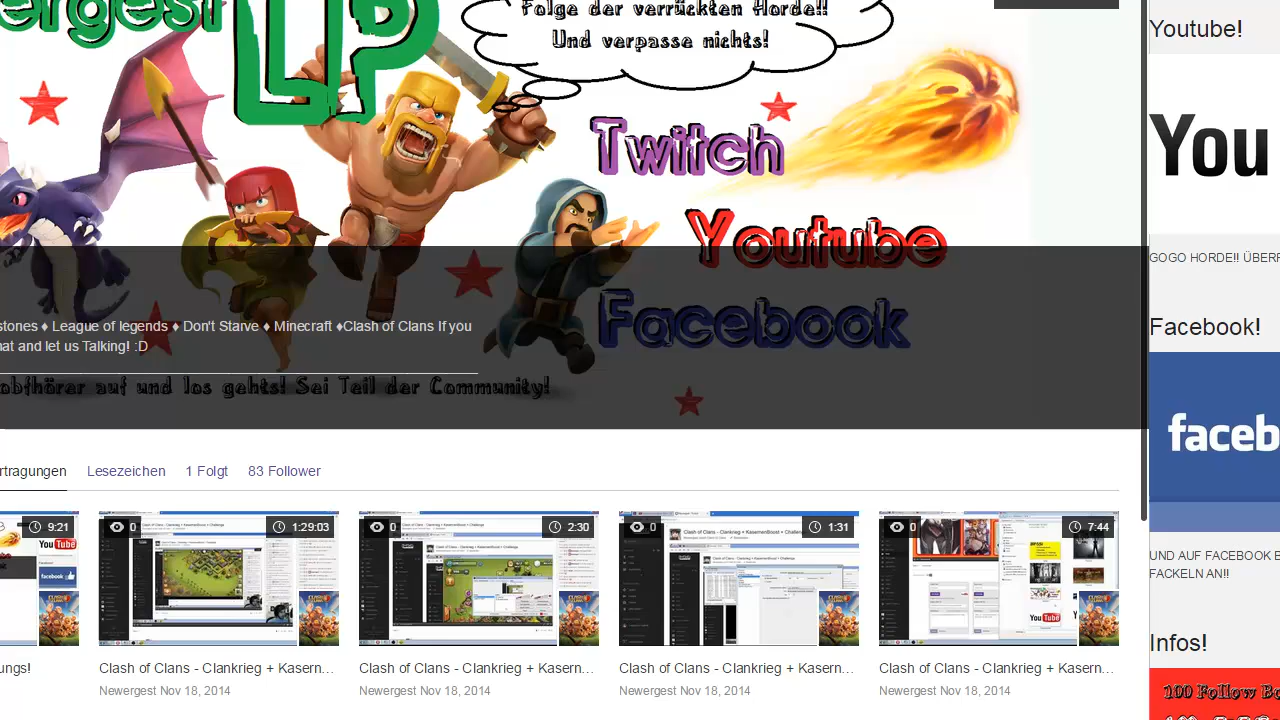 ergest
LP
Folge der verrückten Horde!!
Und verpasse nichts!
Twitch
Youtube
Facebook
stones ♦ League of legends ♦ Don't Starve ♦ Minecraft ♦Clash of Clans If you
hat and let us Talking! :D
opfhörer auf und los gehts! Sei Teil der Community!
rtragungen
Lesezeichen
1 Folgt
83 Follower
9:21
0
1:29:03
0
2:30
0
1:31
0
7:44
ungs!
Clash of Clans - Clankrieg + Kasern...
Clash of Clans - Clankrieg + Kasern...
Clash of Clans - Clankrieg + Kasern...
Clash of Clans - Clankrieg + Kasern...
Newergest Nov 18, 2014
Newergest Nov 18, 2014
Newergest Nov 18, 2014
Newergest Nov 18, 2014
Youtube!
You
GOGO HORDE!! ÜBERR
Facebook!
faceb
UND AUF FACEBOOK
FACKELN AN!!
Infos!
100 Follow Bo